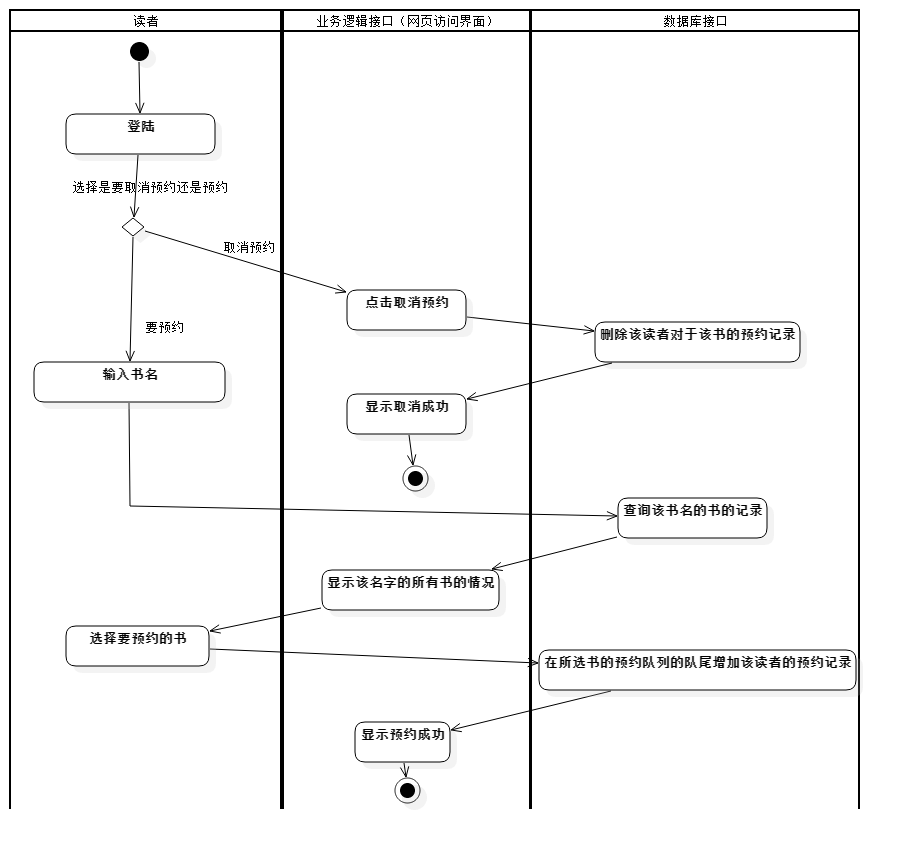 读者
业务逻辑接口（网页访问界面）
数据库接口
登陆
选择是要取消预约还是预约
取消预约
点击取消预约
要预约
删除该读者对于该书的预约记录
输入书名
显示取消成功
查询该书名的书的记录
显示该名字的所有书的情况
选择要预约的书
在所选书的预约队列的队尾增加该读者的预约记录
显示预约成功